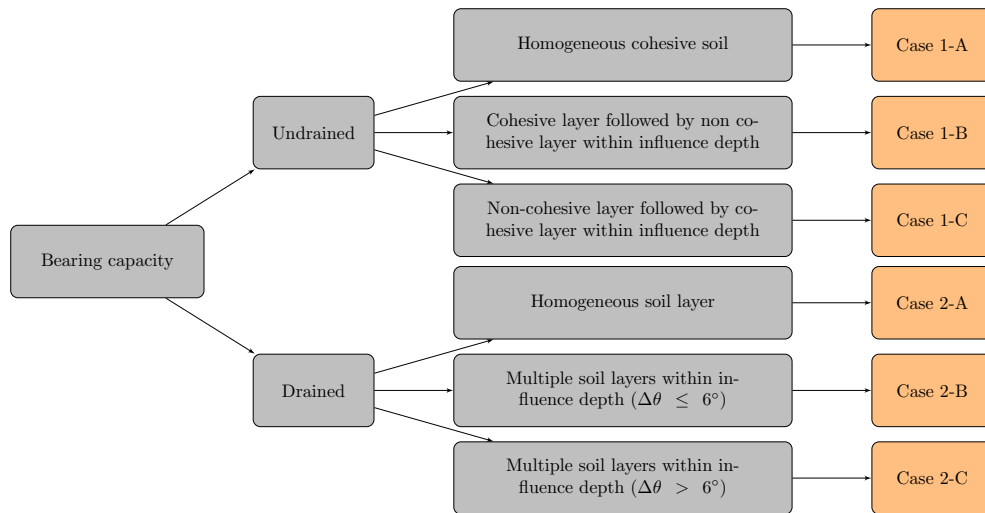 Bearing capacity
Undrained
Homogeneous cohesive soil
Case 1-A
Cohesive layer followed by non co-
hesive layer within influence depth
Case 1-B
Non-cohesive layer followed by co-
hesive layer within influence depth
Case 1-C
Drained
Homogeneous soil layer
Case 2-A
Multiple soil layers within in-
fluence depth (Δθ ≤ 6°)
Case 2-B
Multiple soil layers within in-
fluence depth (Δθ > 6°)
Case 2-C